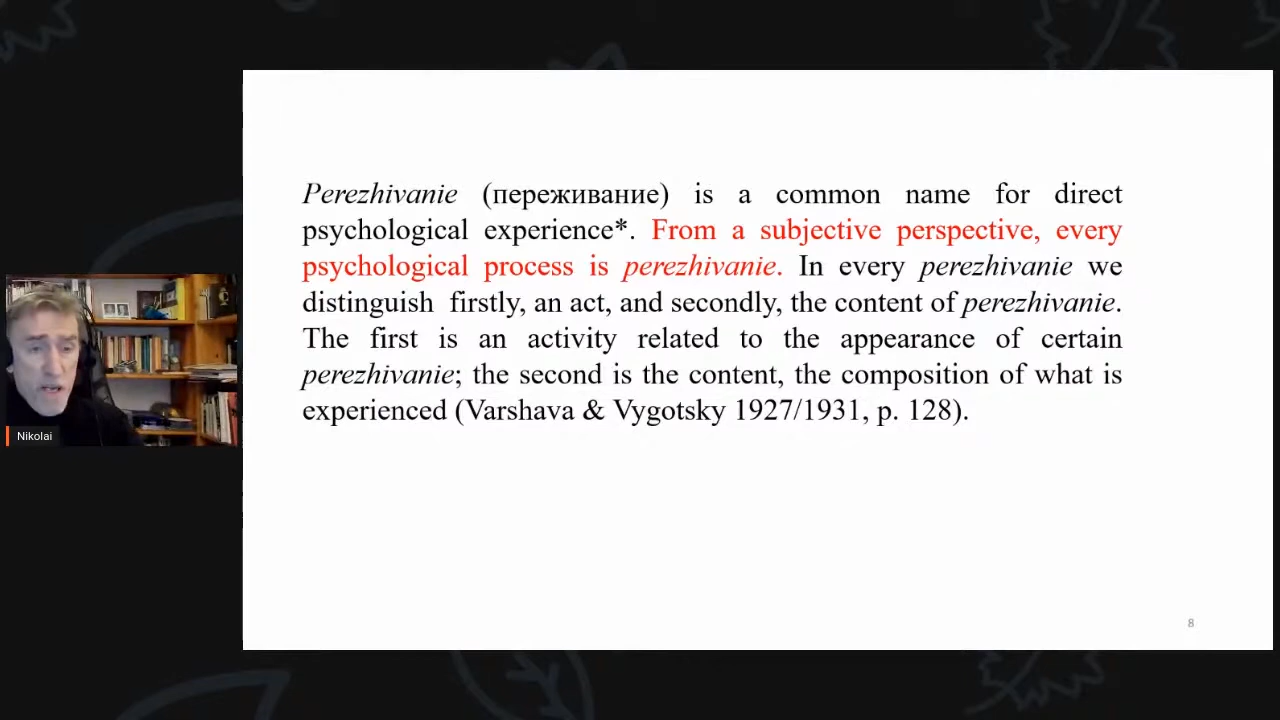 Perezhivanie (переживание) is a common name for direct
psychological experience*. From a subjective perspective, every
psychological process is perezhivanie. In every perezhivanie we
distinguish firstly, an act, and secondly, the content of perezhivanie.
The first is an activity related to the appearance of certain
perezhivanie; the second is the content, the composition of what is
experienced (Varshava & Vygotsky 1927/1931, p. 128).
Nikolai
8